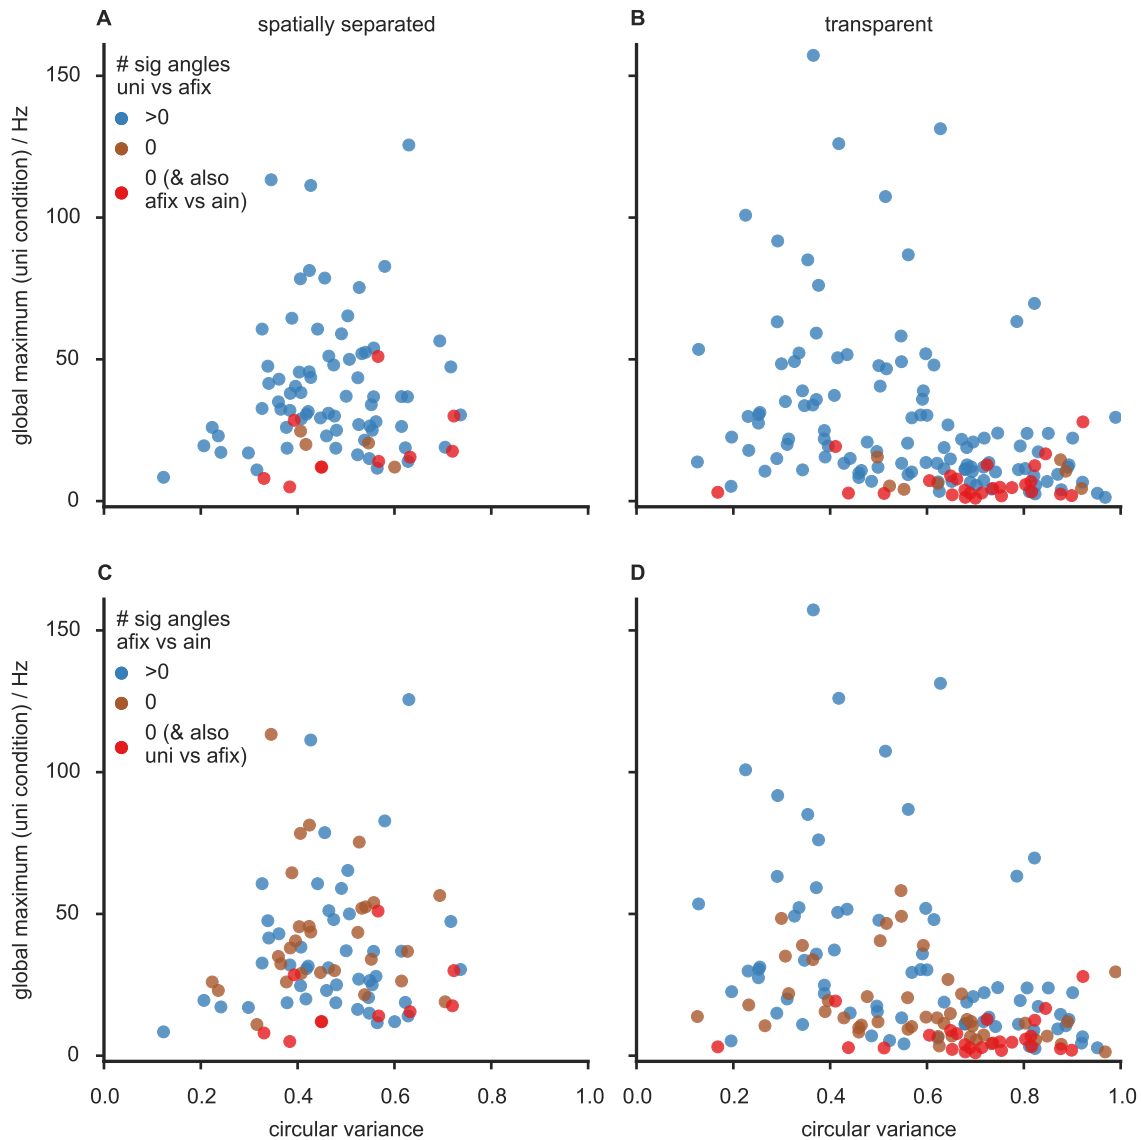 A
spatially separated
B
transparent
global maximum (uni condition) / Hz
150
100
50
0
# sig angles
uni vs afix
>0
0
0 (& also
afix vs ain)
C
D
global maximum (uni condition) / Hz
150
100
50
0
# sig angles
afix vs ain
>0
0
0 (& also
uni vs afix)
0.0 0.2 0.4 0.6 0.8 1.0
0.0 0.2 0.4 0.6 0.8 1.0
circular variance
circular variance